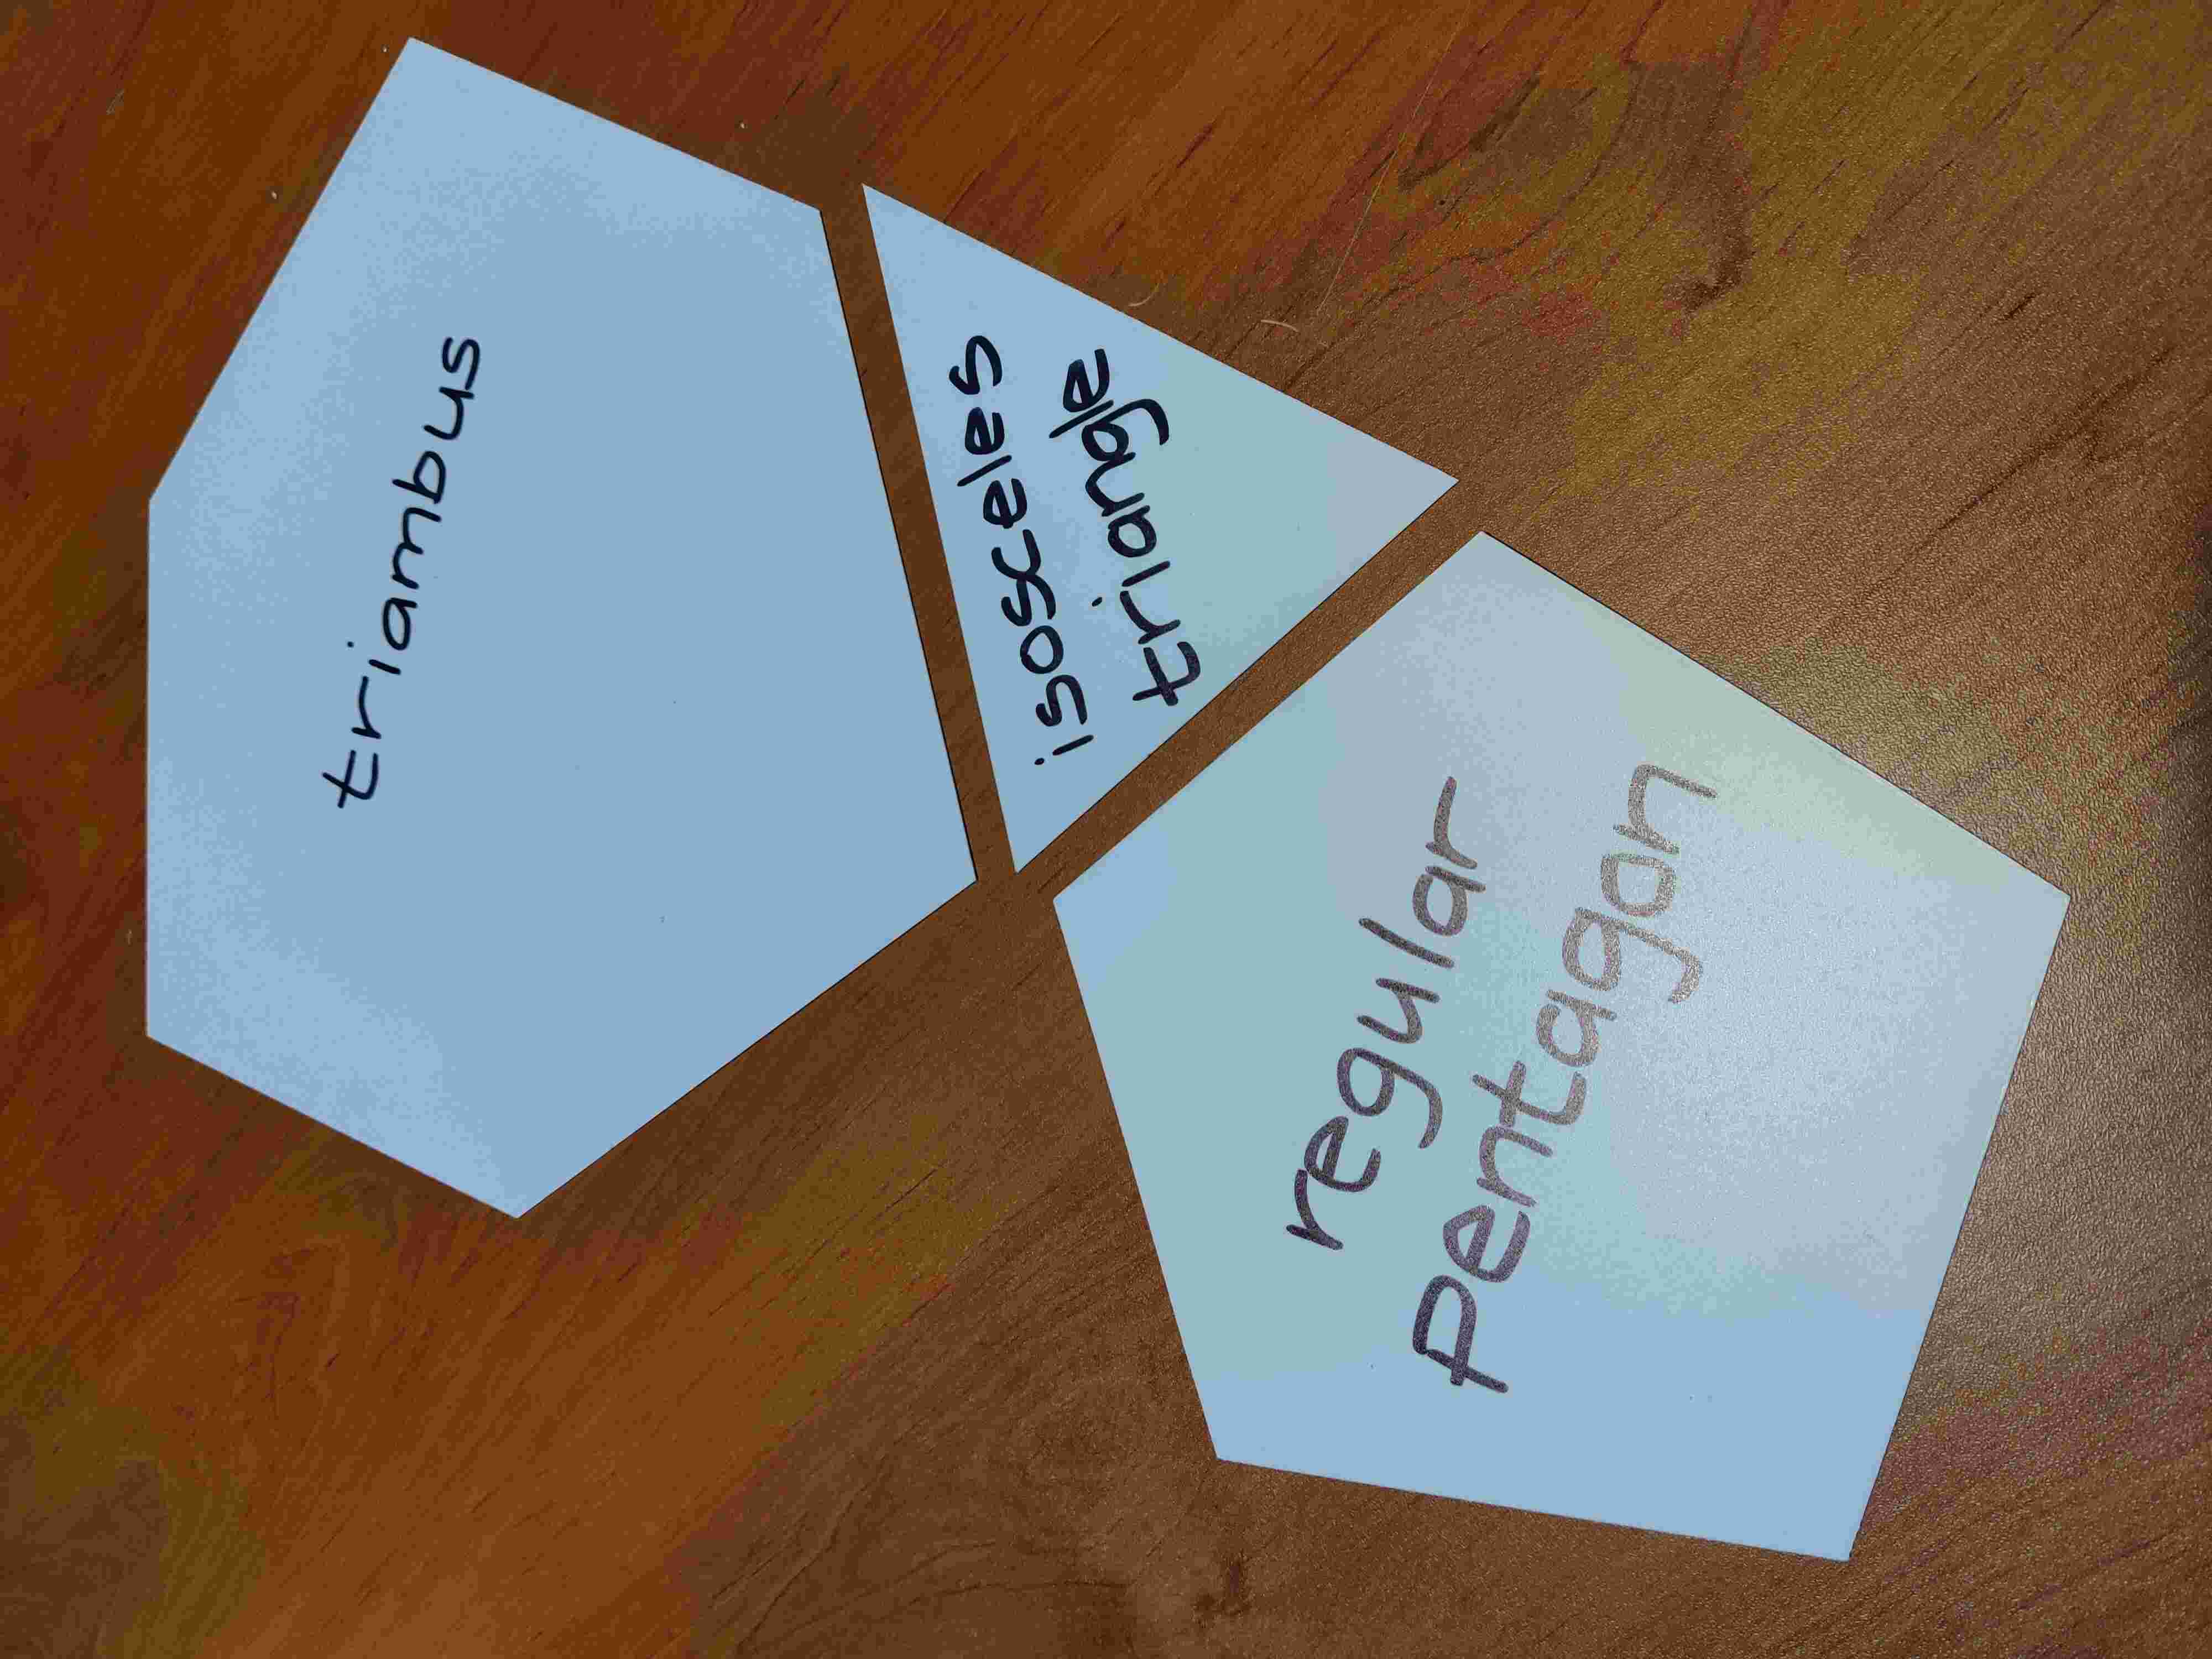 triambus
isosceles
triangle
regular
pentagon